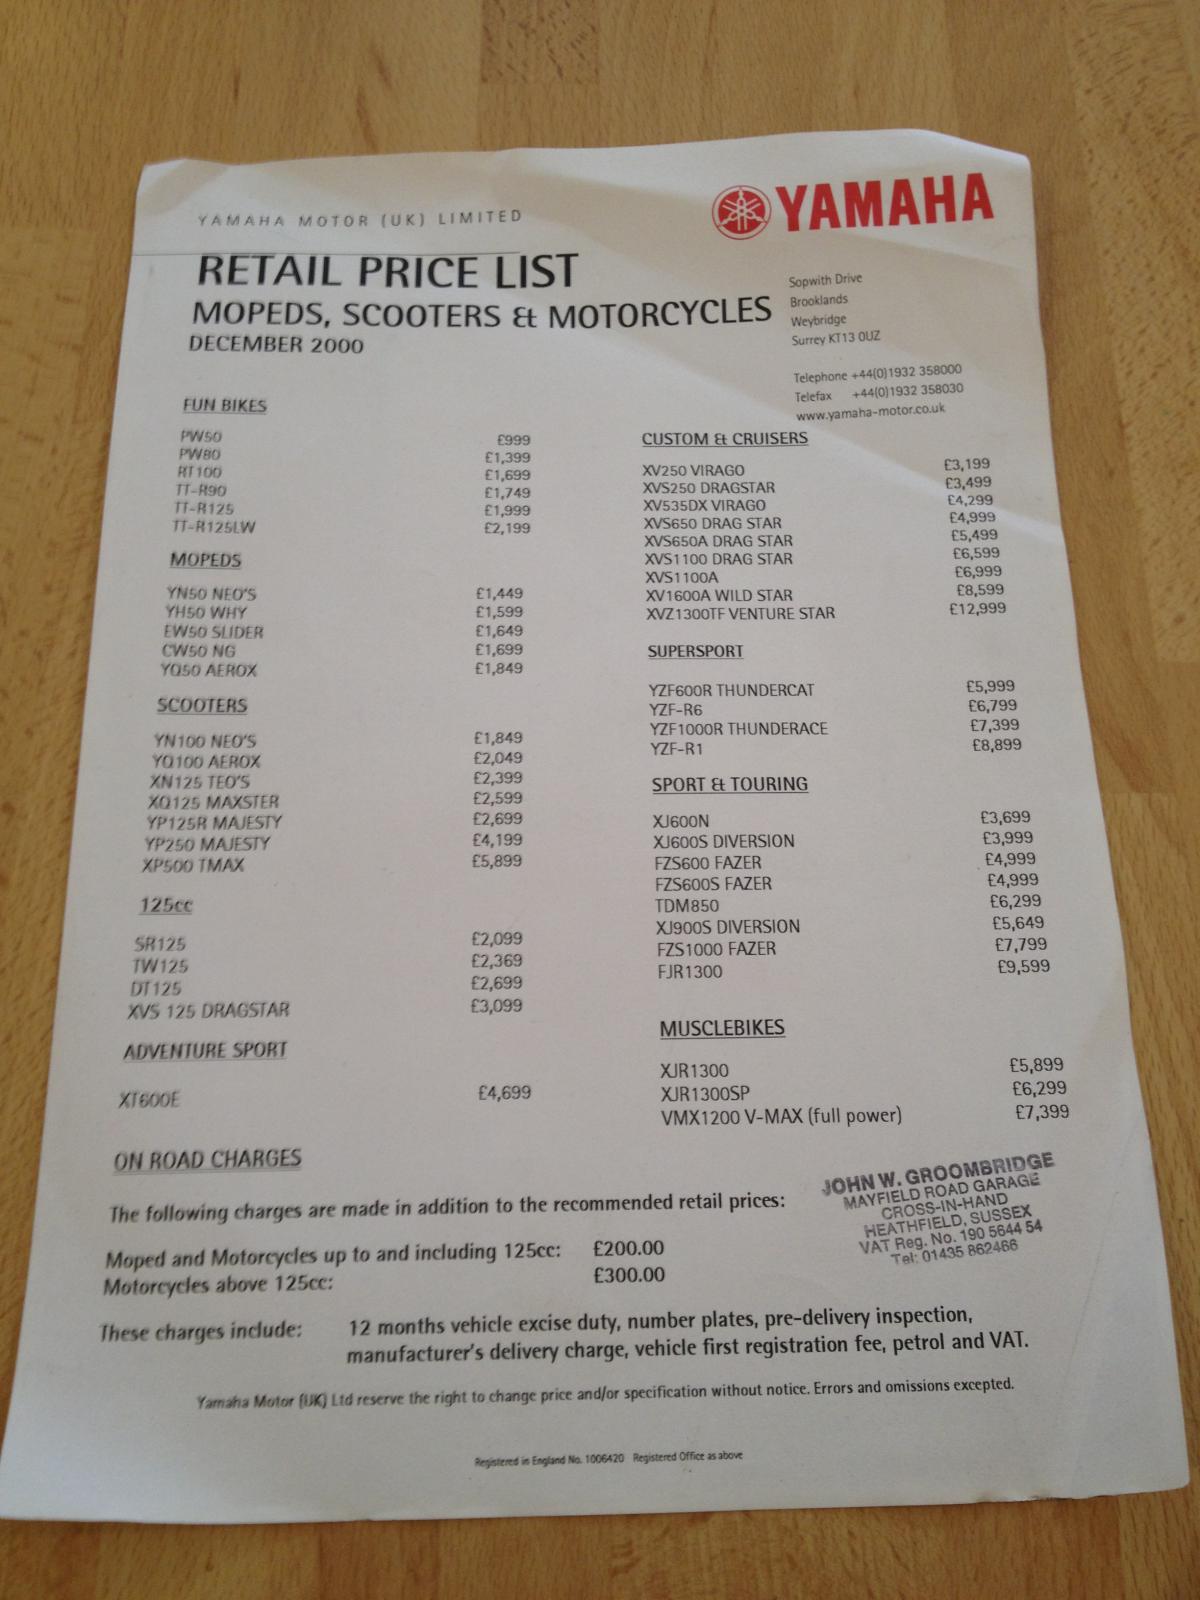 YAMAHA MOTOR (UK) LIMITED
YAMAHA
RETAIL PRICE LIST
MOPEDS, SCOOTERS & MOTORCYCLES
DECEMBER 2000
Sopwith Drive
Brooklands
Weybridge
Surrey KT13 0UZ
Telephone +44(0)1932 358000
Telefax +44(0)1932 358030
www.yamaha-motor.co.uk
FUN BIKES
PW50 £999
PW80 £1,399
RT100 £1,699
TT-R90 £1,749
TT-R125 £1,999
TT-R125LW £2,199
MOPEDS
YN50 NEO'S £1,449
YH50 WHY £1,599
EW50 SLIDER £1,649
CW50 NG £1,699
YQ50 AEROX £1,849
SCOOTERS
YN100 NEO'S £1,849
YQ100 AEROX £2,049
XN125 TEO'S £2,399
XQ125 MAXSTER £2,599
YP125R MAJESTY £2,699
YP250 MAJESTY £4,199
XP500 TMAX £5,899
125cc
SR125 £2,099
TW125 £2,369
DT125 £2,699
XVS 125 DRAGSTAR £3,099
ADVENTURE SPORT
XT600E £4,699
CUSTOM & CRUISERS
XV250 VIRAGO £3,199
XVS250 DRAGSTAR £3,499
XV535DX VIRAGO £4,299
XVS650 DRAG STAR £4,999
XVS650A DRAG STAR £5,499
XVS1100 DRAG STAR £6,599
XVS1100A £6,999
XV1600A WILD STAR £8,599
XVZ1300TF VENTURE STAR £12,999
SUPERSPORT
YZF600R THUNDERCAT £5,999
YZF-R6 £6,799
YZF1000R THUNDERACE £7,399
YZF-R1 £8,899
SPORT & TOURING
XJ600N £3,699
XJ600S DIVERSION £3,999
FZS600 FAZER £4,999
FZS600S FAZER £4,999
TDM850 £6,299
XJ900S DIVERSION £5,649
FZS1000 FAZER £7,799
FJR1300 £9,599
MUSCLEBIKES
XJR1300 £5,899
XJR1300SP £6,299
VMX1200 V-MAX (full power) £7,399
ON ROAD CHARGES
The following charges are made in addition to the recommended retail prices:
Moped and Motorcycles up to and including 125cc: £200.00
Motorcycles above 125cc: £300.00
JOHN W. GROOMBRIDGE
MAYFIELD ROAD GARAGE
CROSS-IN-HAND
HEATHFIELD, SUSSEX
VAT Reg. No. 190 5644 54
Tel: 01435 862466
These charges include: 12 months vehicle excise duty, number plates, pre-delivery inspection,
manufacturer's delivery charge, vehicle first registration fee, petrol and VAT.
Yamaha Motor (UK) Ltd reserve the right to change price and/or specification without notice. Errors and omissions excepted.
Registered in England No. 1006420 Registered Office as above